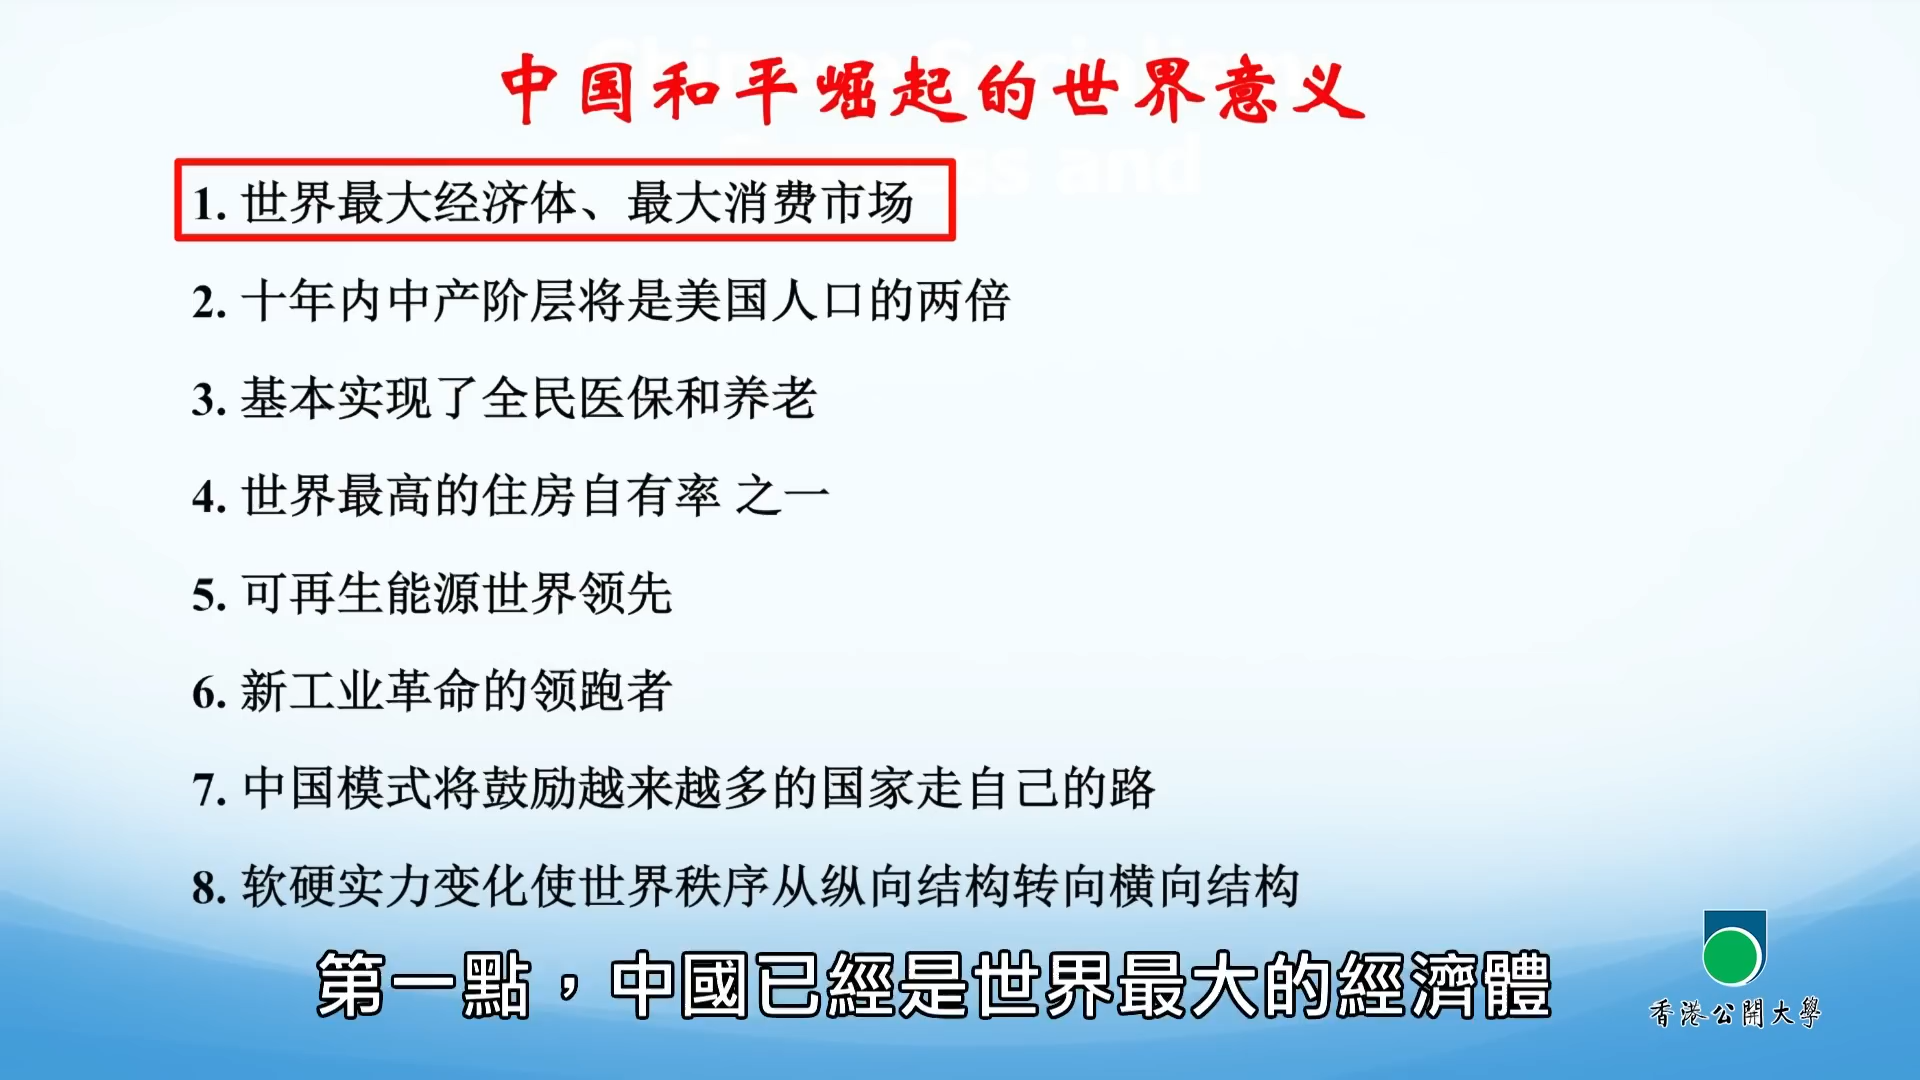 中国和平崛起的世界意义
1. 世界最大经济体、最大消费市场
2. 十年内中产阶层将是美国人口的两倍
3. 基本实现了全民医保和养老
4. 世界最高的住房自有率 之一
5. 可再生能源世界领先
6. 新工业革命的领跑者
7. 中国模式将鼓励越来越多的国家走自己的路
8. 软硬实力变化使世界秩序从纵向结构转向横向结构
第一點，中國已經是世界最大的經濟體
香港公開大學